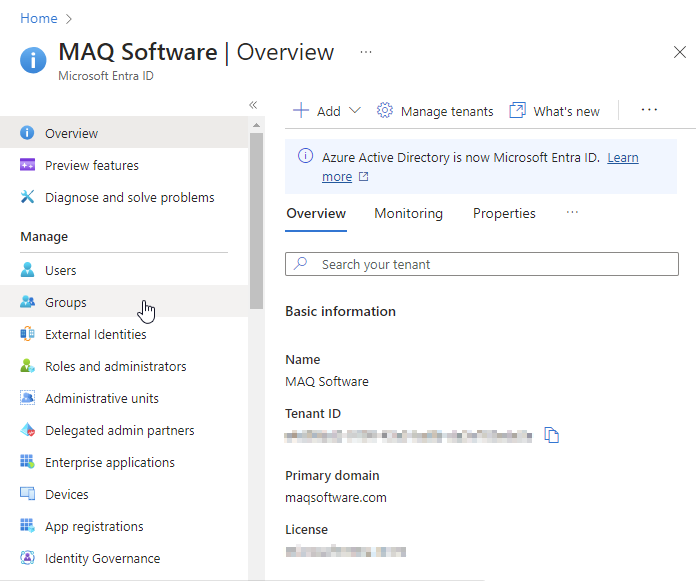 Home
MAQ Software | Overview
Microsoft Entra ID
Overview
Preview features
Diagnose and solve problems
Manage
Users
Groups
External Identities
Roles and administrators
Administrative units
Delegated admin partners
Enterprise applications
Devices
App registrations
Identity Governance
Add
Manage tenants
What's new
Azure Active Directory is now Microsoft Entra ID. Learn
more
Overview
Monitoring
Properties
Search your tenant
Basic information
Name
MAQ Software
Tenant ID
Primary domain
maqsoftware.com
License